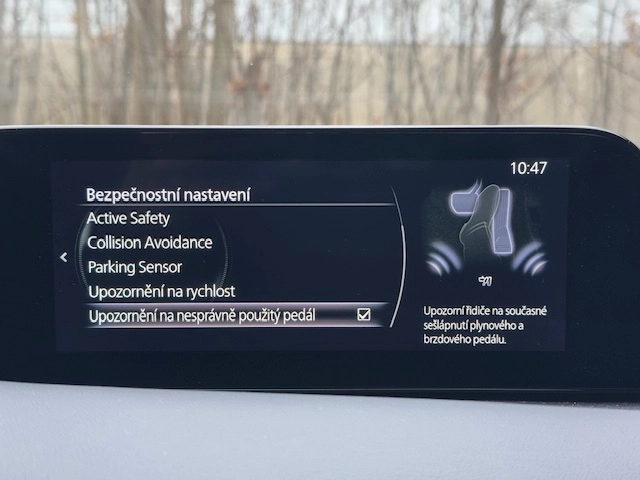 10:47
Bezpečnostní nastavení
Active Safety
Collision Avoidance
Parking Sensor
Upozornění na rychlost
Upozornění na nesprávně použitý pedál
Upozorní řidiče na současné
sešlápnutí plynového a
brzdového pedálu.